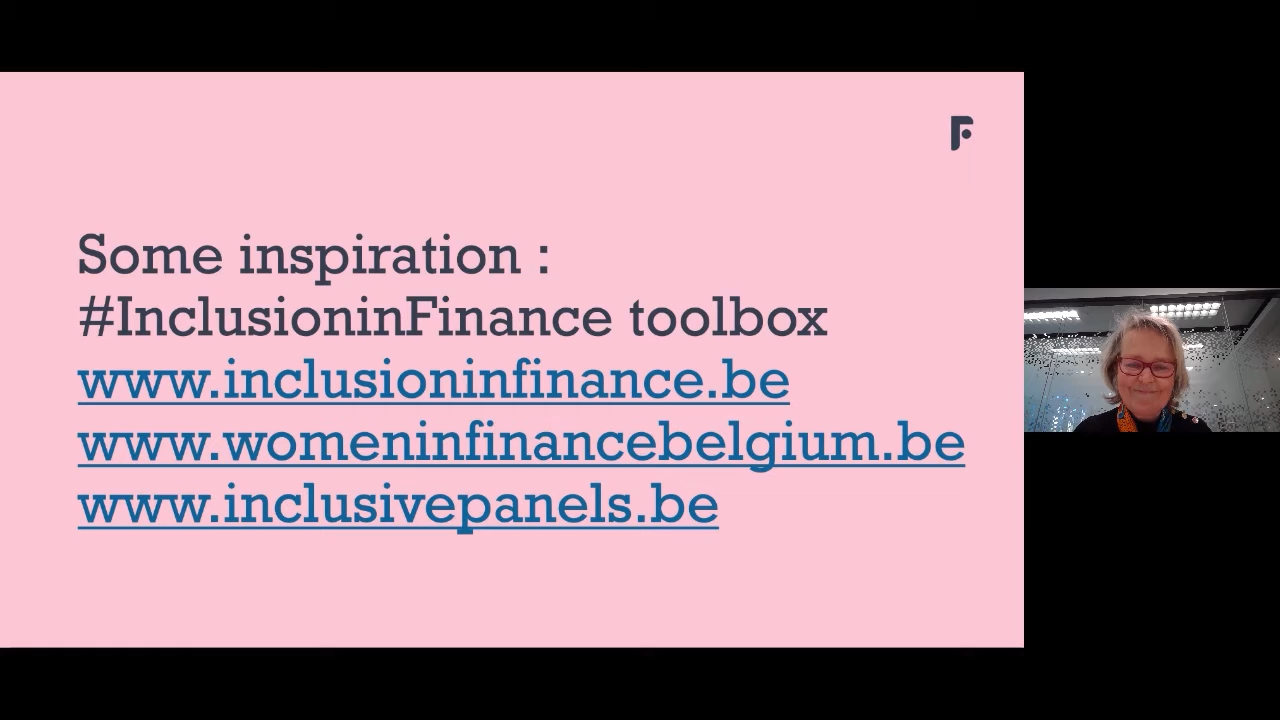 Some inspiration :
#InclusioninFinance toolbox
www.inclusioninfinance.be
www.womeninfinancebelgium.be
www.inclusivepanels.be